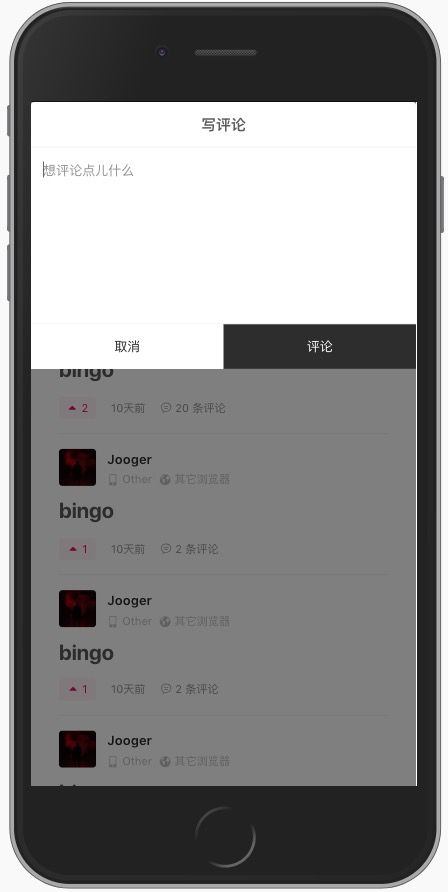 写评论
想评论点儿什么
取消
评论
bingo
2
10天前
20 条评论
Jooger
Other 其它浏览器
bingo
1
10天前
2 条评论
Jooger
Other 其它浏览器
bingo
1
10天前
2 条评论
Jooger
Other 其它浏览器